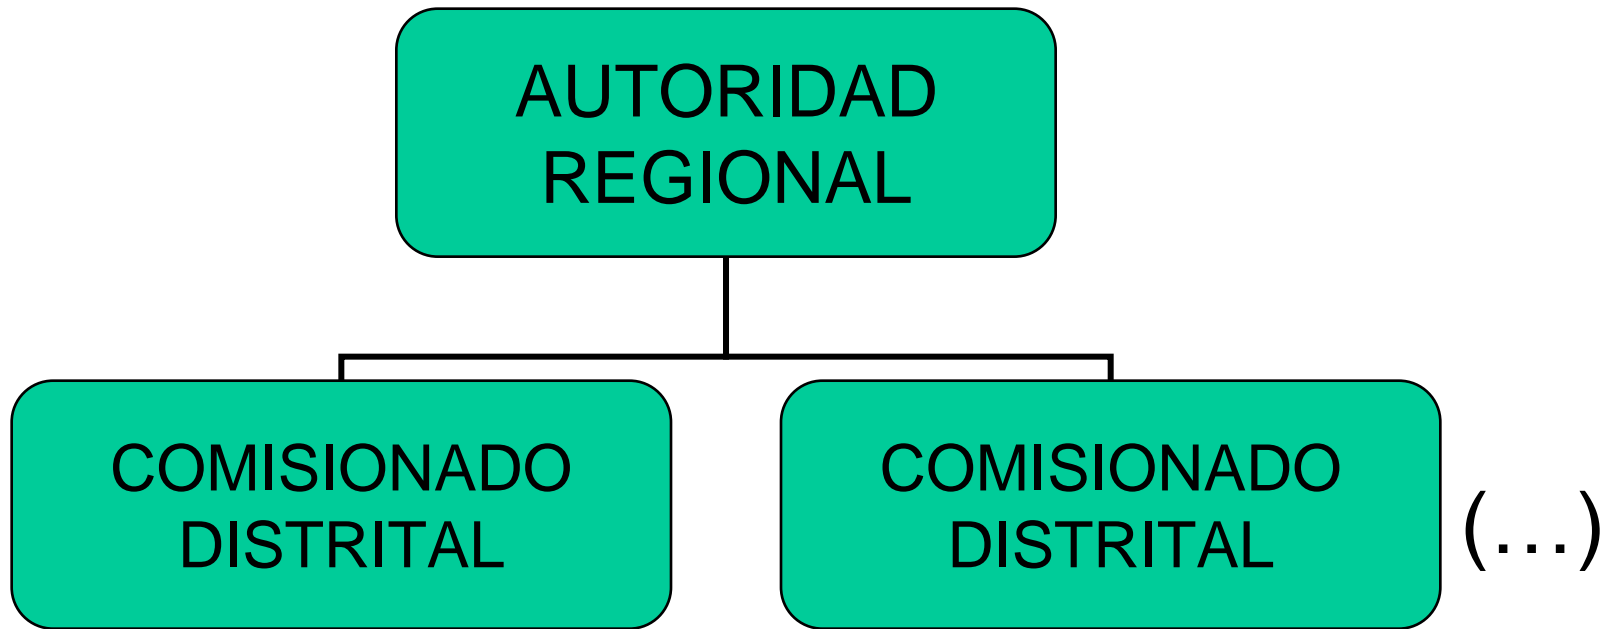 AUTORIDAD
REGIONAL
COMISIONADO
DISTRITAL
COMISIONADO
DISTRITAL
(…)